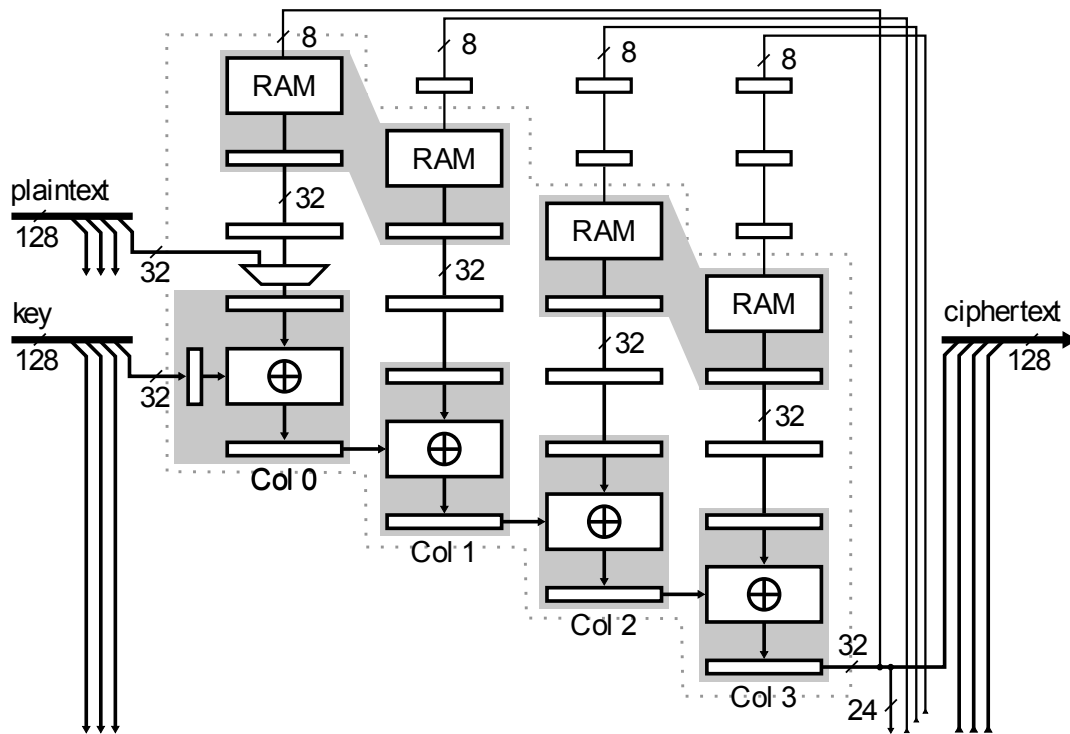 8
8
8
8
RAM
RAM
RAM
RAM
32
32
32
32
plaintext
128
32
key
128
32
ciphertext
128
Col 0
Col 1
Col 2
Col 3
32
24